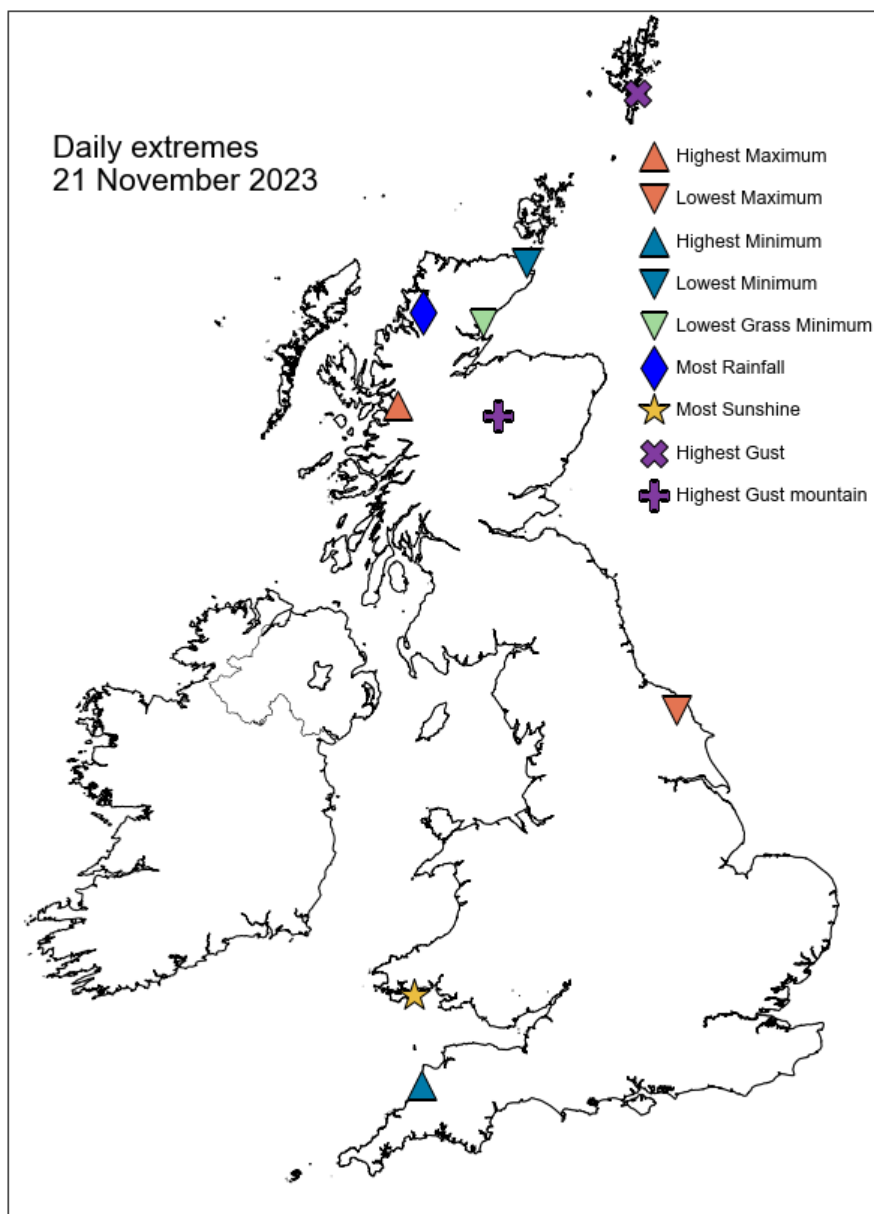 Daily extremes
21 November 2023
Highest Maximum
Lowest Maximum
Highest Minimum
Lowest Minimum
Lowest Grass Minimum
Most Rainfall
Most Sunshine
Highest Gust
Highest Gust mountain